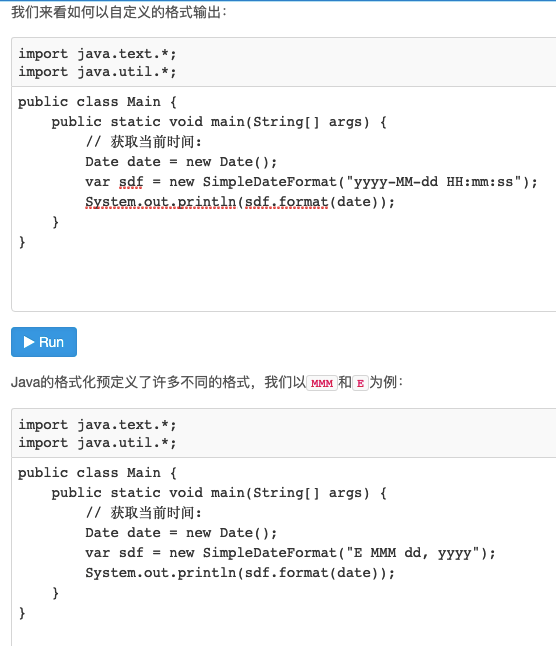 我们来看如何以自定义的格式输出：
import java.text.*;
import java.util.*;
public class Main {
    public static void main(String[] args) {
        // 获取当前时间：
        Date date = new Date();
        var sdf = new SimpleDateFormat("yyyy-MM-dd HH:mm:ss");
        System.out.println(sdf.format(date));
    }
}
Run
Java的格式化预定义了许多不同的格式，我们以MMM和E为例：
import java.text.*;
import java.util.*;
public class Main {
    public static void main(String[] args) {
        // 获取当前时间：
        Date date = new Date();
        var sdf = new SimpleDateFormat("E MMM dd, yyyy");
        System.out.println(sdf.format(date));
    }
}